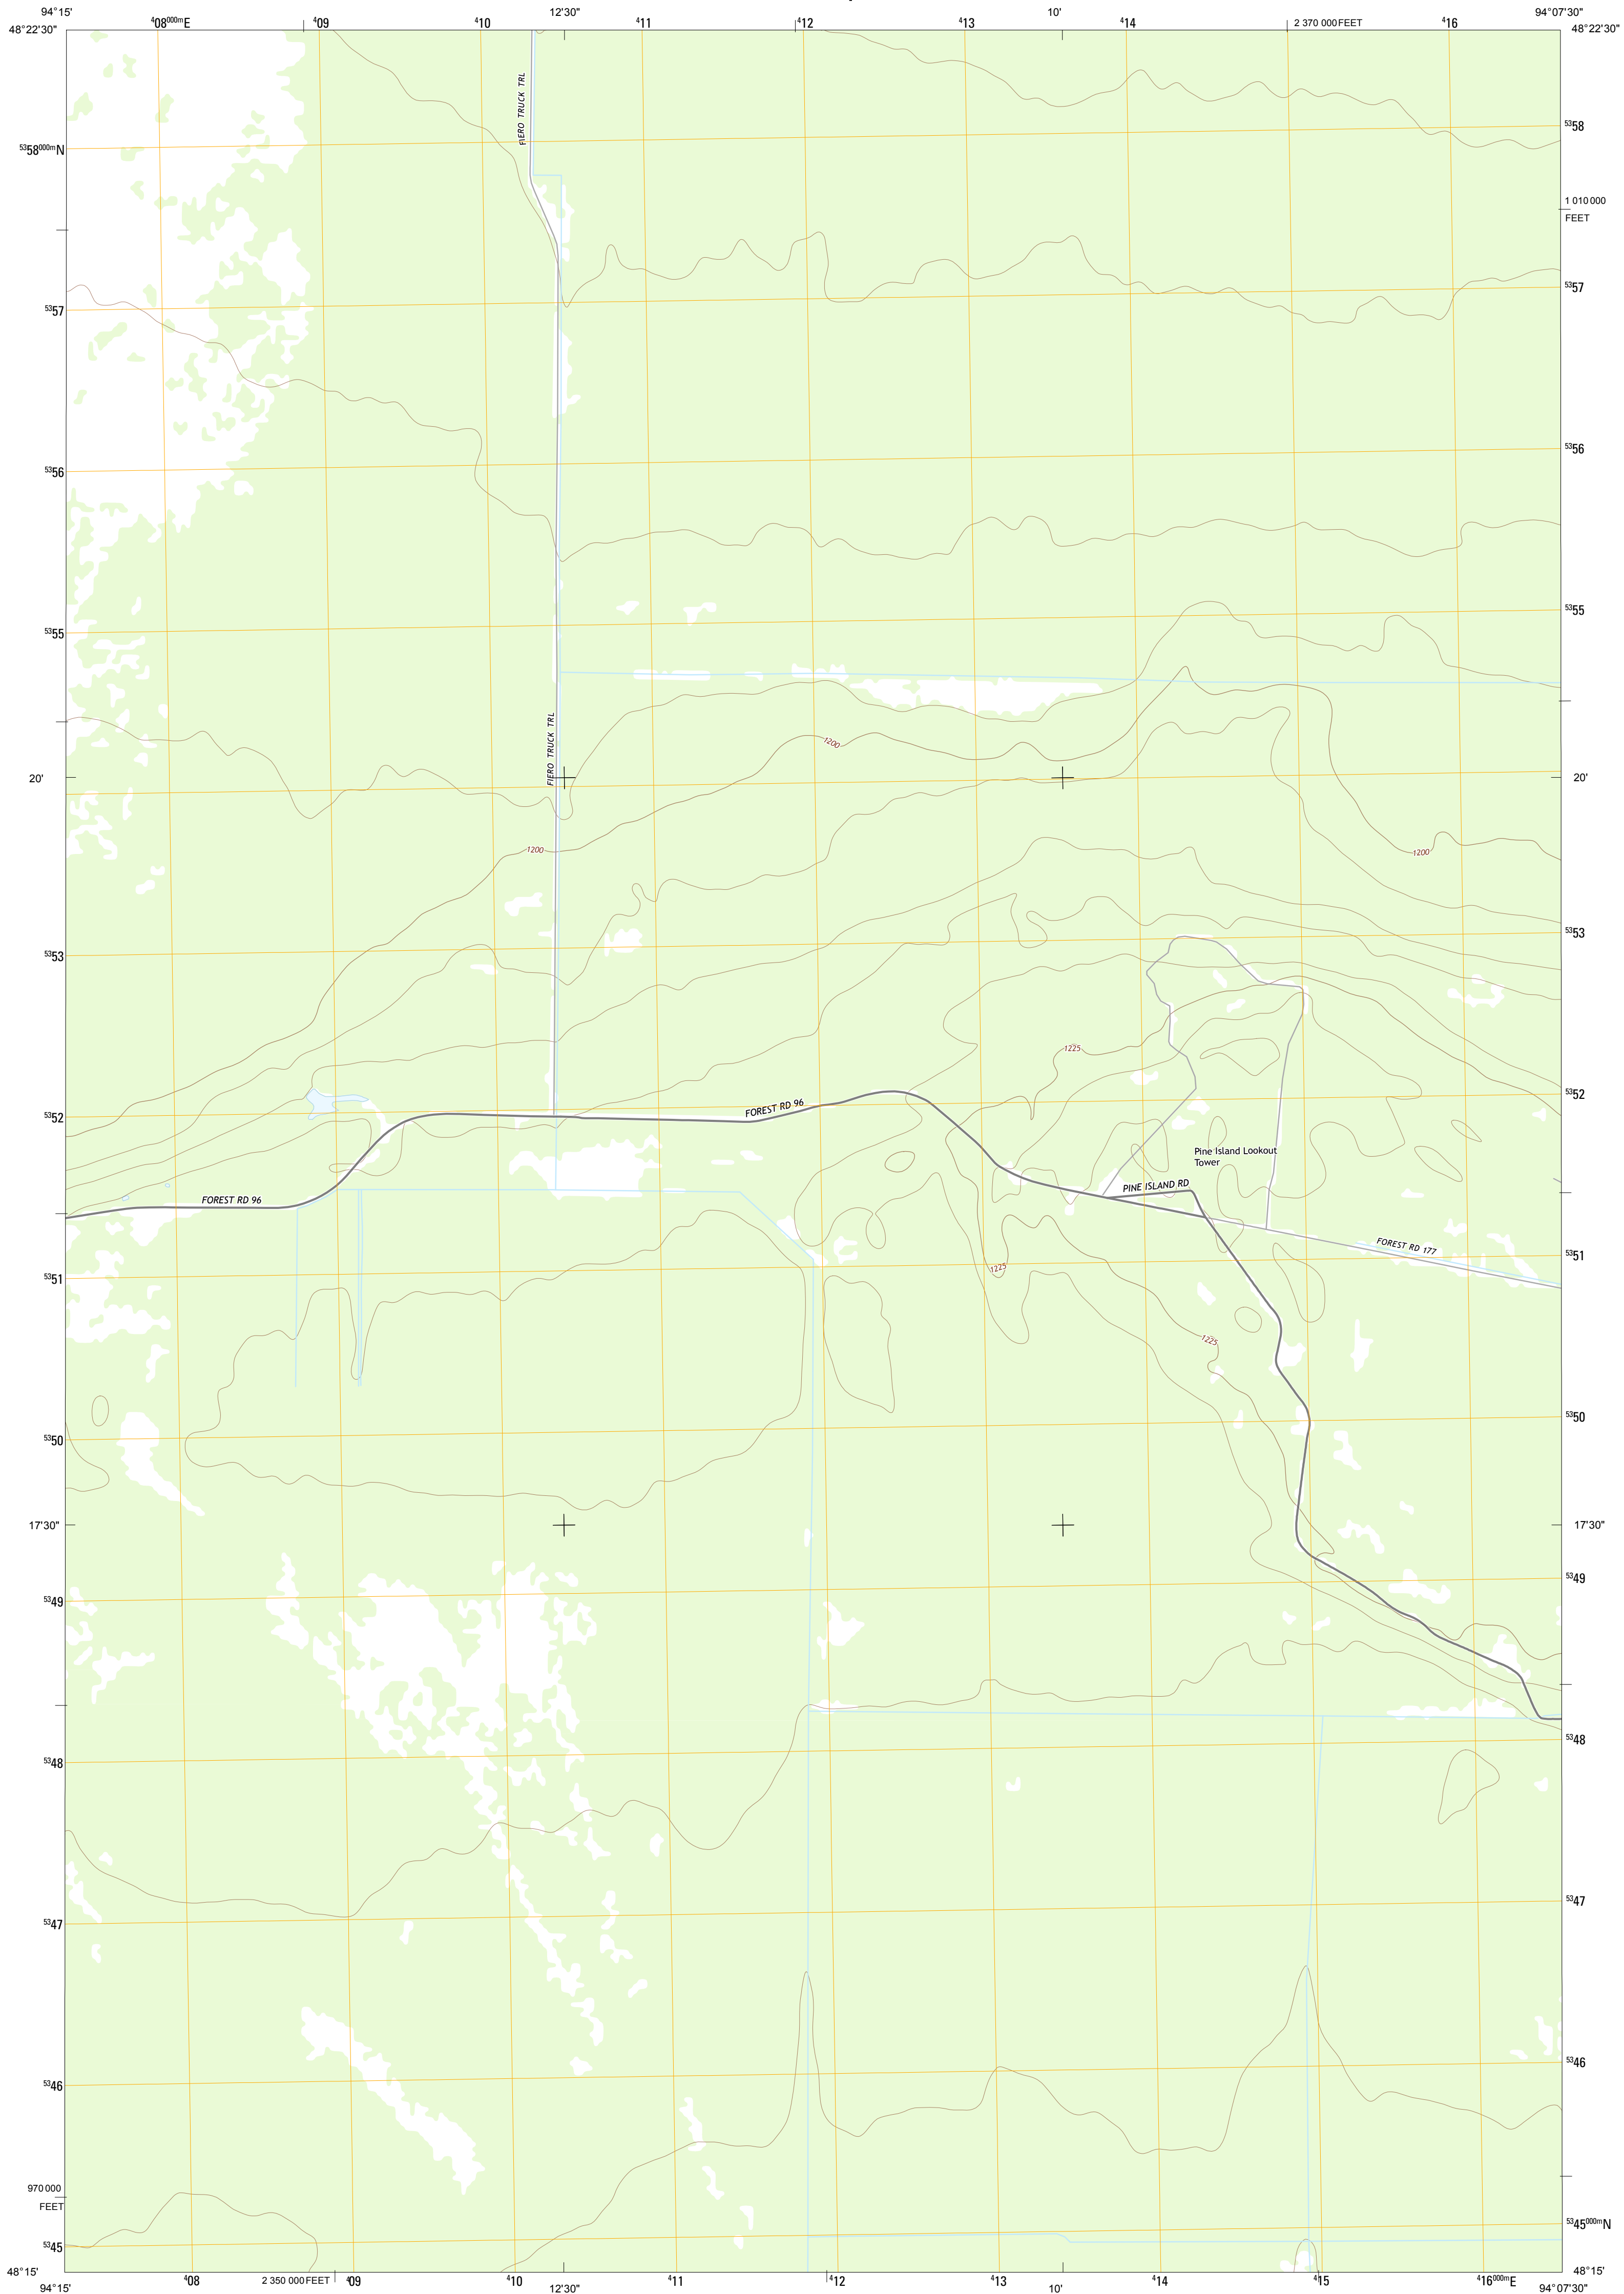 94°15' ⁴08⁰⁰⁰ᵐE ⁴09 ⁴10 12'30" ⁴11 ⁴12 ⁴13 10' ⁴14 2 370 000 FEET ⁴16 94°07'30"
48°22'30" 48°22'30"
FIERO TRUCK TRL
⁵³58⁰⁰⁰ᵐN ⁵³58
1 010 000
FEET
⁵³57 ⁵³57
⁵³56 ⁵³56
⁵³55 ⁵³55
FIERO TRUCK TRL
1200
20' 20'
1200 1200
⁵³53 ⁵³53
1225
⁵³52 FOREST RD 96 ⁵³52
Pine Island Lookout
Tower
PINE ISLAND RD
FOREST RD 96
FOREST RD 177
⁵³51 1225 ⁵³51
1225
⁵³50 ⁵³50
17'30" 17'30"
⁵³49 ⁵³49
⁵³48 ⁵³48
⁵³47 ⁵³47
⁵³46 ⁵³46
970 000
FEET
⁵³45 ⁵³45⁰⁰⁰ᵐN
48°15' 48°15'
94°15' ⁴08 2 350 000 FEET ⁴09 ⁴10 12'30" ⁴11 ⁴12 ⁴13 10' ⁴14 ⁴15 ⁴16⁰⁰⁰ᵐE 94°07'30"